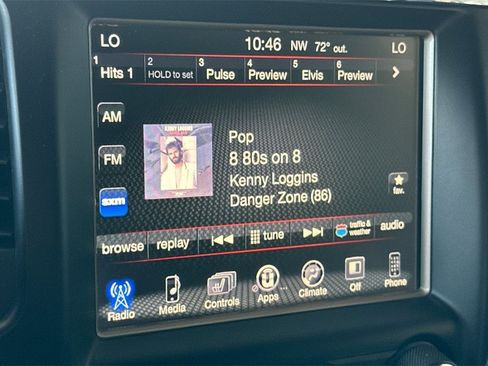 LO 10:46 NW 72° out. LO
1 2 3 4 5 6
Hits 1 HOLD to set Pulse Preview Elvis Preview
AM
FM
sxm
KENNY LOGGINS
Pop
8 80s on 8
Kenny Loggins
Danger Zone (86)
fav.
browse replay tune traffic & weather audio
Radio Media Controls Apps ... Climate Off Phone